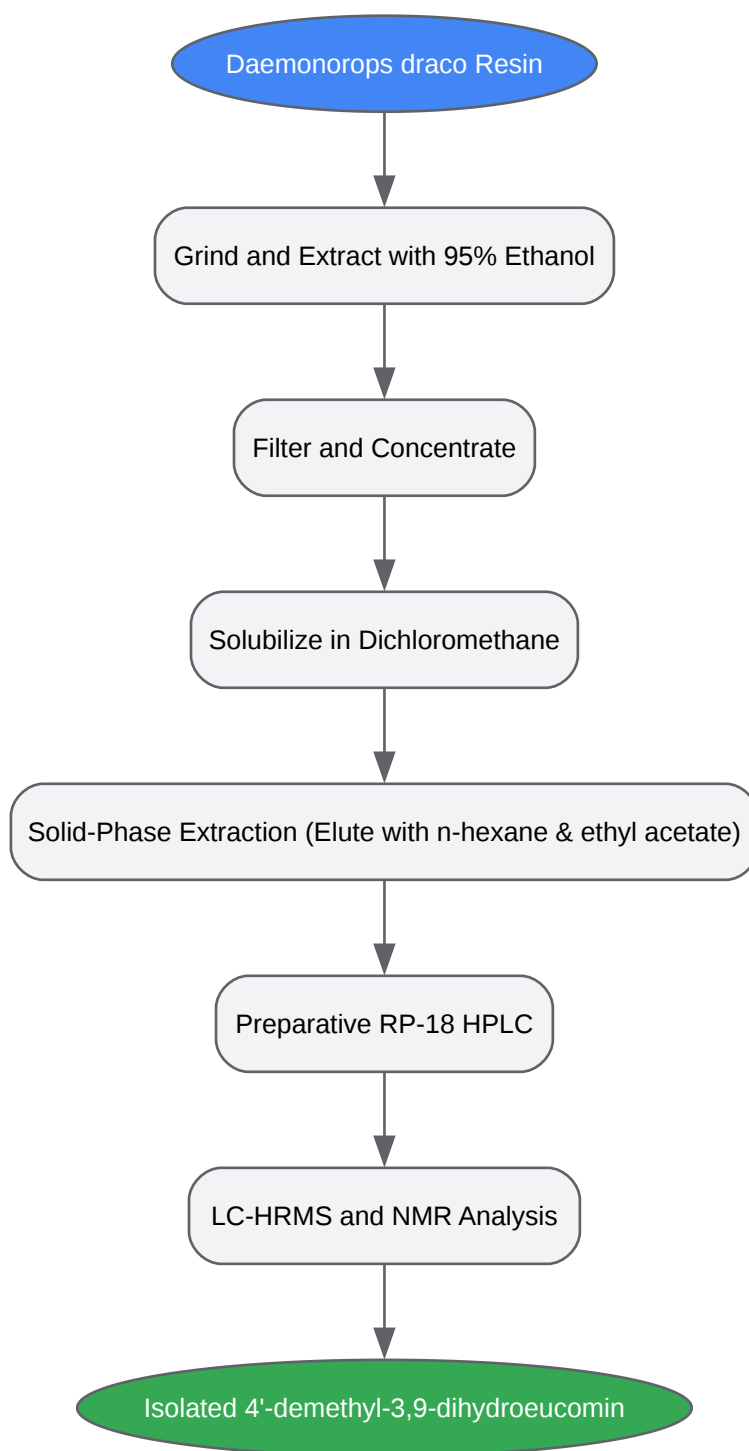 Daemonorops draco Resin
Grind and Extract with 95% Ethanol
Filter and Concentrate
Solubilize in Dichloromethane
Solid-Phase Extraction (Elute with n-hexane & ethyl acetate)
Preparative RP-18 HPLC
LC-HRMS and NMR Analysis
Isolated 4'-demethyl-3,9-dihydroeucomin